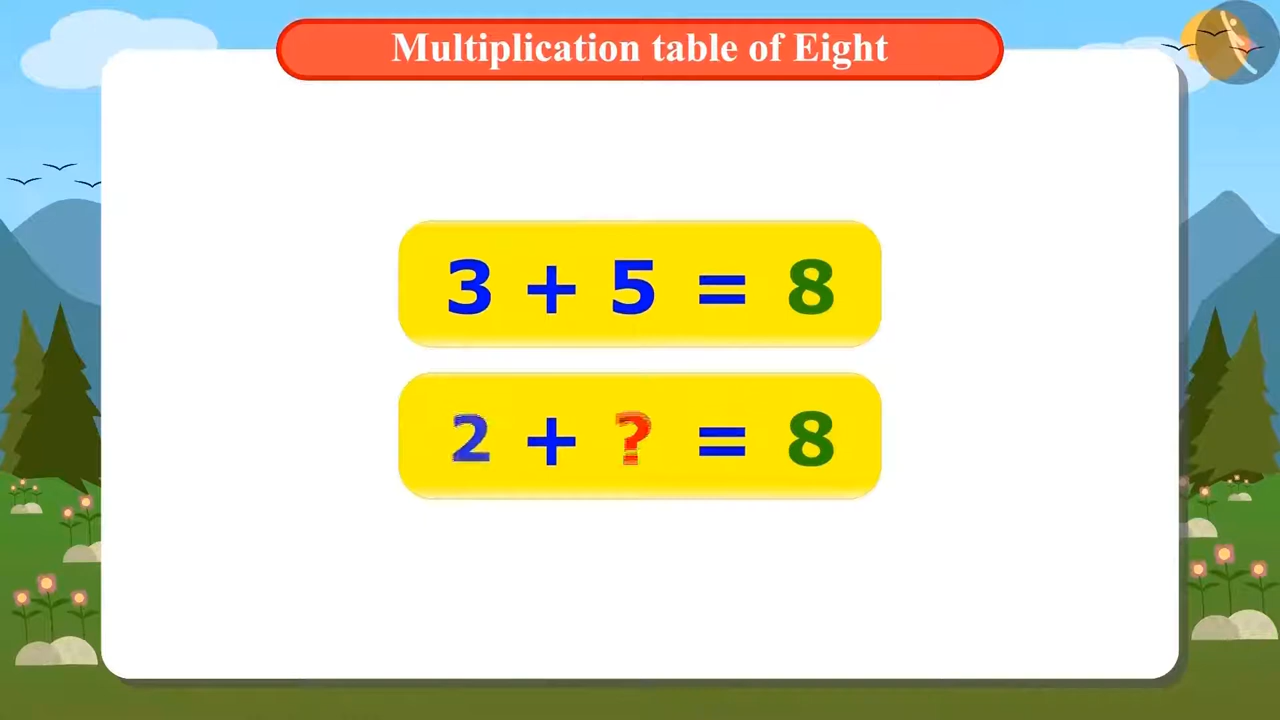 Multiplication table of Eight
3 + 5 = 8
2 + ? = 8